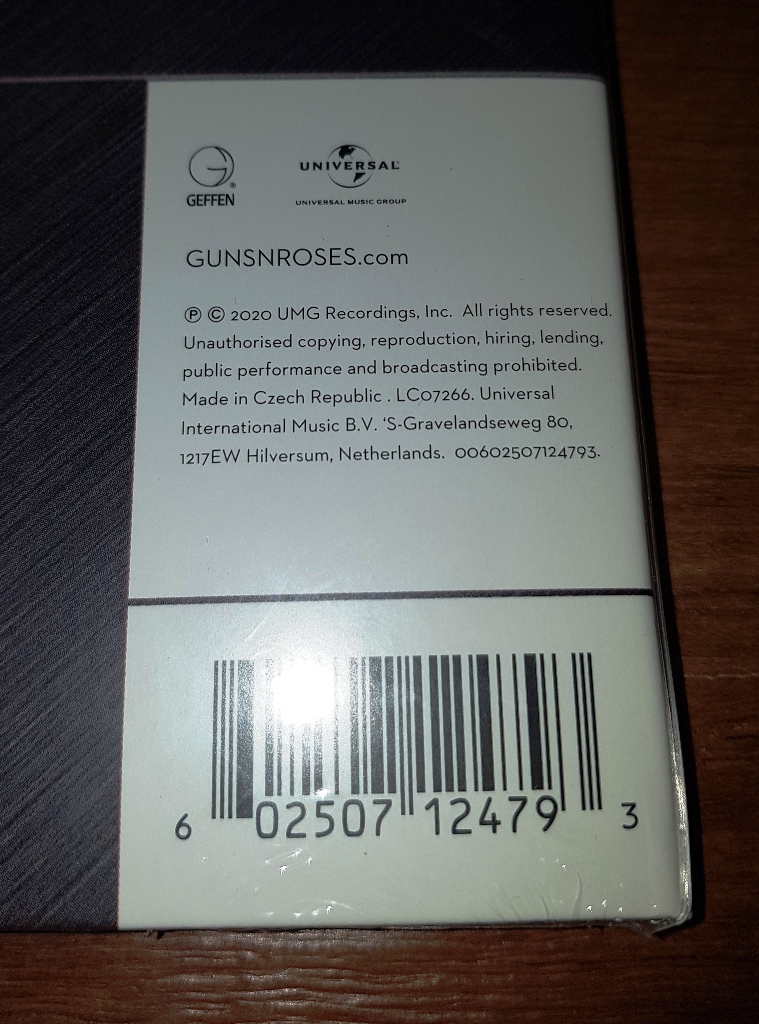 GEFFEN ®
UNIVERSAL
UNIVERSAL MUSIC GROUP
GUNSNROSES.com
℗ © 2020 UMG Recordings, Inc. All rights reserved.
Unauthorised copying, reproduction, hiring, lending,
public performance and broadcasting prohibited.
Made in Czech Republic . LC07266. Universal
International Music B.V. ‘S-Gravelandseweg 80,
1217EW Hilversum, Netherlands. 00602507124793.
6 02507 12479 3